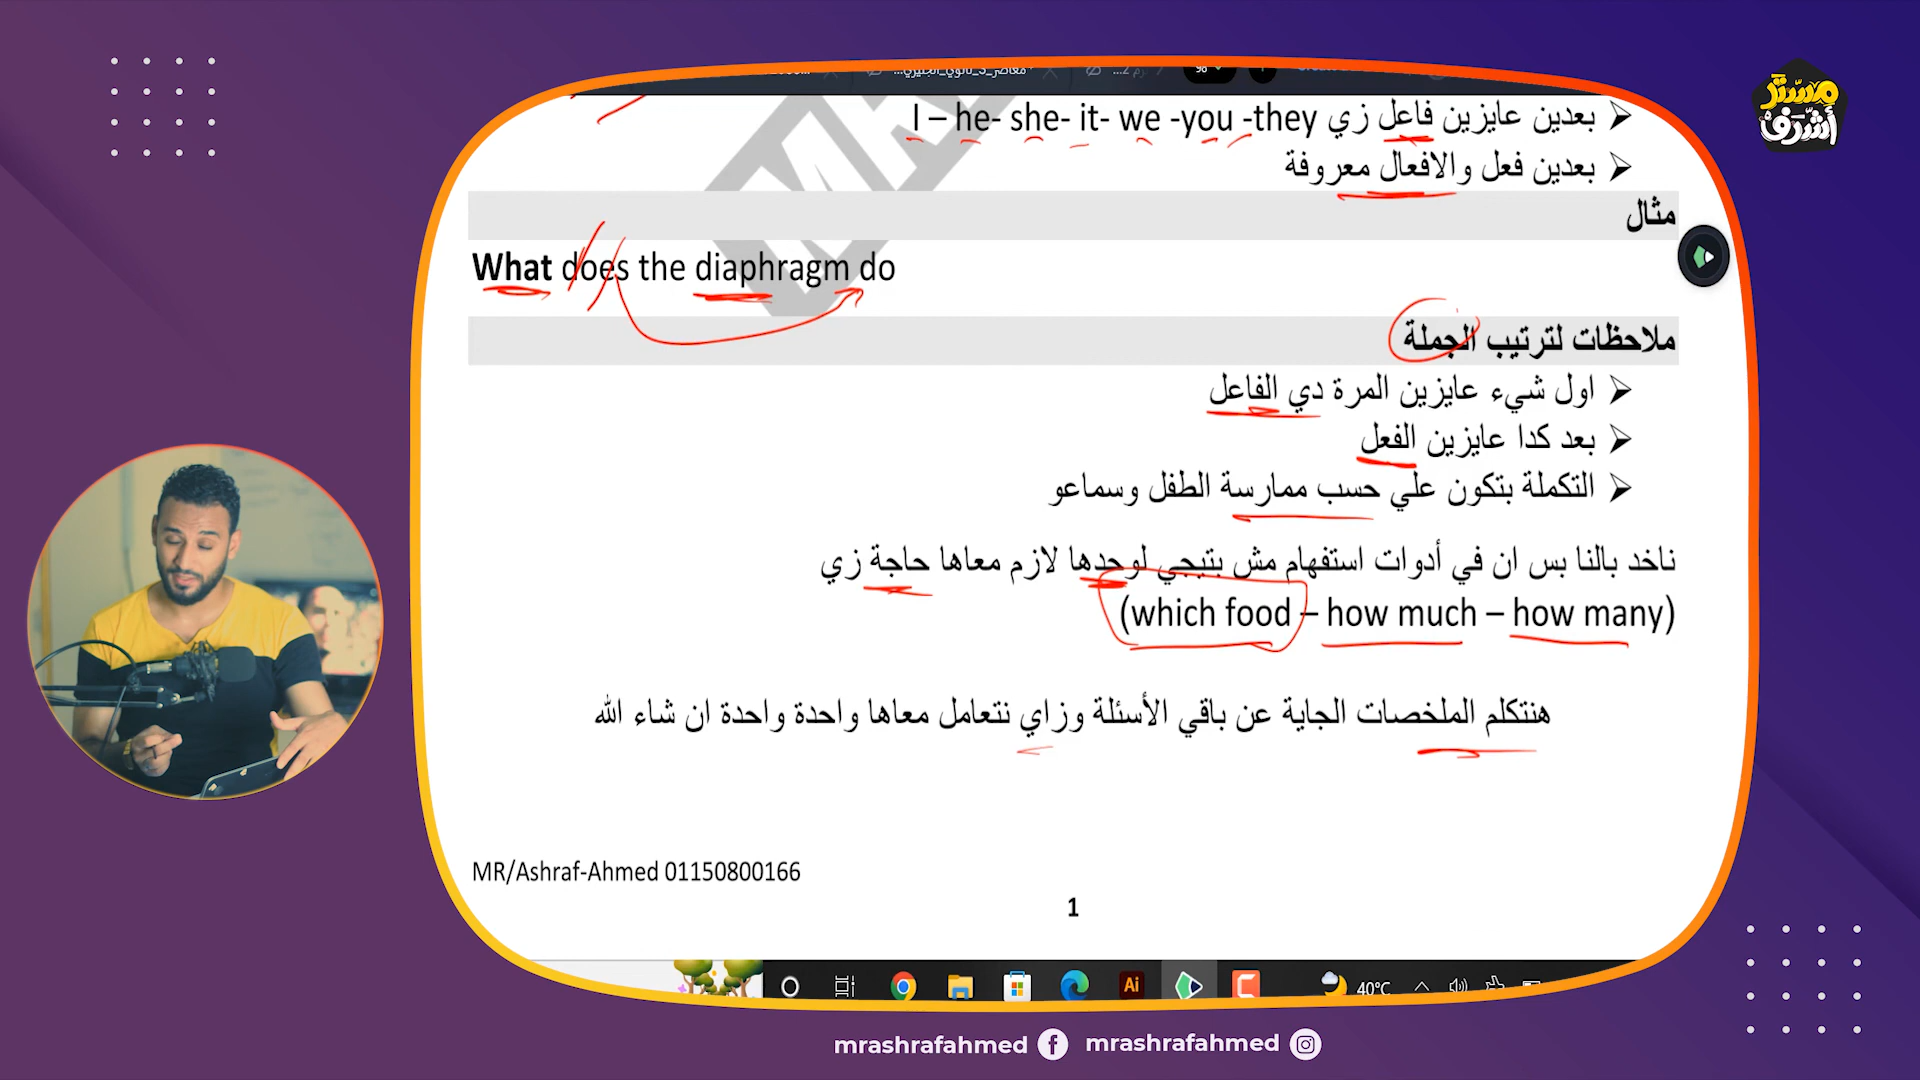 مستر أشرف
بعدين عايزين فاعل زي I – he- she- it- we -you -they
بعدين فعل والافعال معروفة
مثال
What does the diaphragm do
ملاحظات لترتيب الجملة
اول شيء عايزين المرة دي الفاعل
بعد كدا عايزين الفعل
التكملة بتكون علي حسب ممارسة الطفل وسماعو
ناخد بالنا بس ان في أدوات استفهام مش بتيجي لوحدها لازم معاها حاجة زي
(which food – how much – how many)
هنتكلم الملخصات الجاية عن باقي الأسئلة وزاي نتعامل معاها واحدة واحدة ان شاء الله
MR/Ashraf-Ahmed 01150800166
1
Ai
40°C
mrashrafahmed
mrashrafahmed